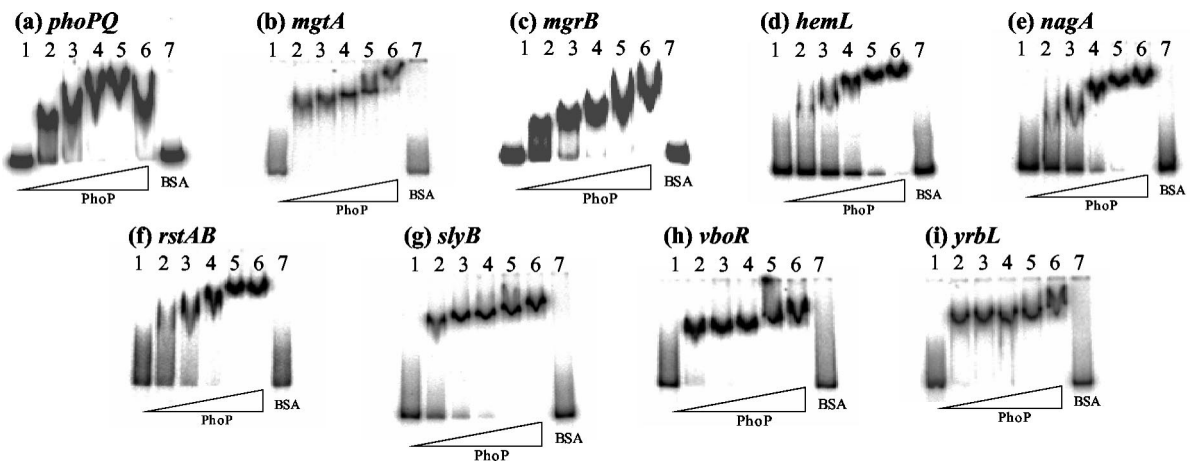 (a) phoPQ
1 2 3 4 5 6 7
PhoP
BSA
(b) mgtA
1 2 3 4 5 6 7
PhoP
BSA
(c) mgrB
1 2 3 4 5 6 7
PhoP
BSA
(d) hemL
1 2 3 4 5 6 7
PhoP
BSA
(e) nagA
1 2 3 4 5 6 7
PhoP
BSA
(f) rstAB
1 2 3 4 5 6 7
PhoP
BSA
(g) slyB
1 2 3 4 5 6 7
PhoP
BSA
(h) vboR
1 2 3 4 5 6 7
PhoP
BSA
(i) yrbL
1 2 3 4 5 6 7
PhoP
BSA